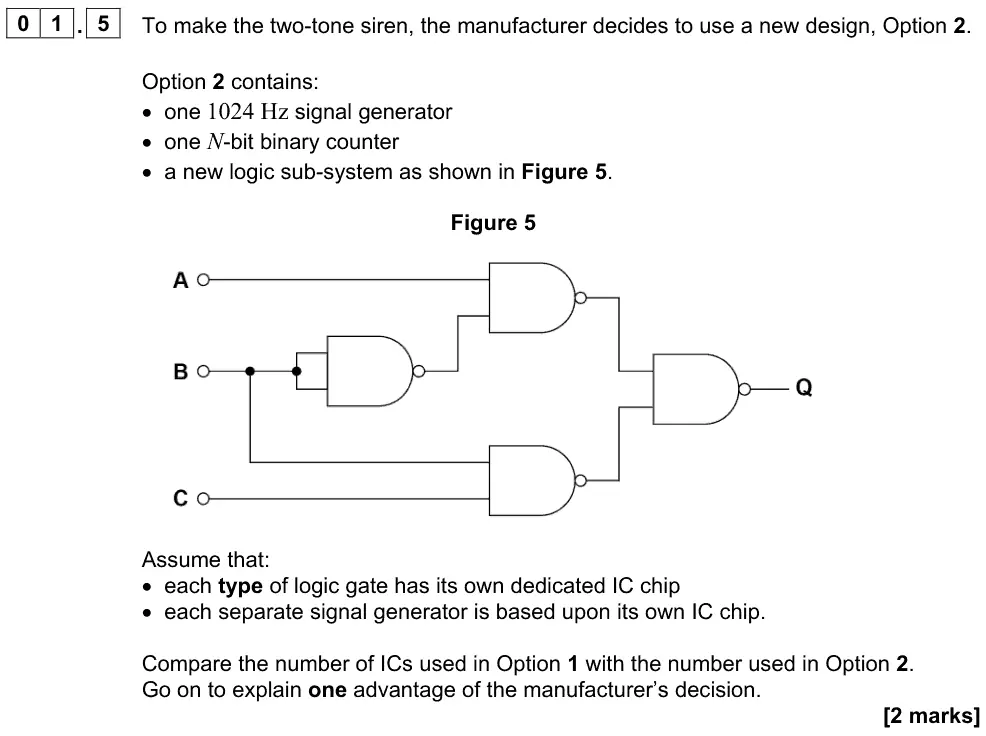 0 1 . 5 To make the two-tone siren, the manufacturer decides to use a new design, Option 2.
Option 2 contains:
• one 1024 Hz signal generator
• one N-bit binary counter
• a new logic sub-system as shown in Figure 5.
Figure 5
A
B
Q
C
Assume that:
• each type of logic gate has its own dedicated IC chip
• each separate signal generator is based upon its own IC chip.
Compare the number of ICs used in Option 1 with the number used in Option 2.
Go on to explain one advantage of the manufacturer's decision.
[2 marks]